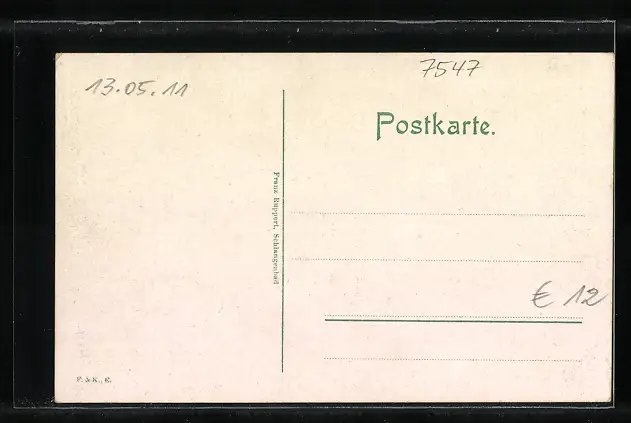 7547
13.05.11
Postkarte.
Franz Ruppert, Schlangenbad
€ 12
P. & K., C.